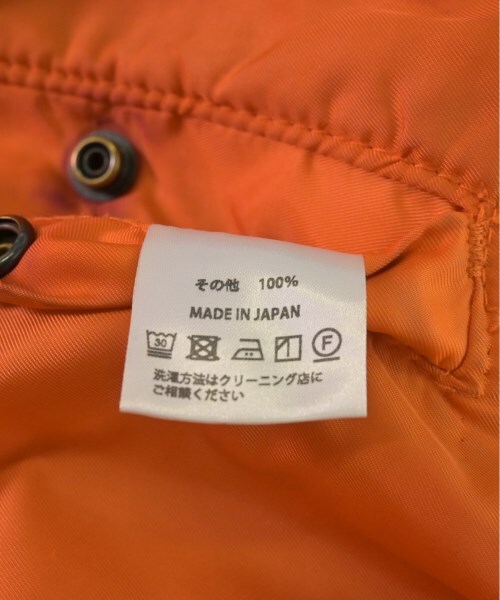 その他 100%
MADE IN JAPAN
30 F
洗濯方法はクリーニング店に
ご相談ください